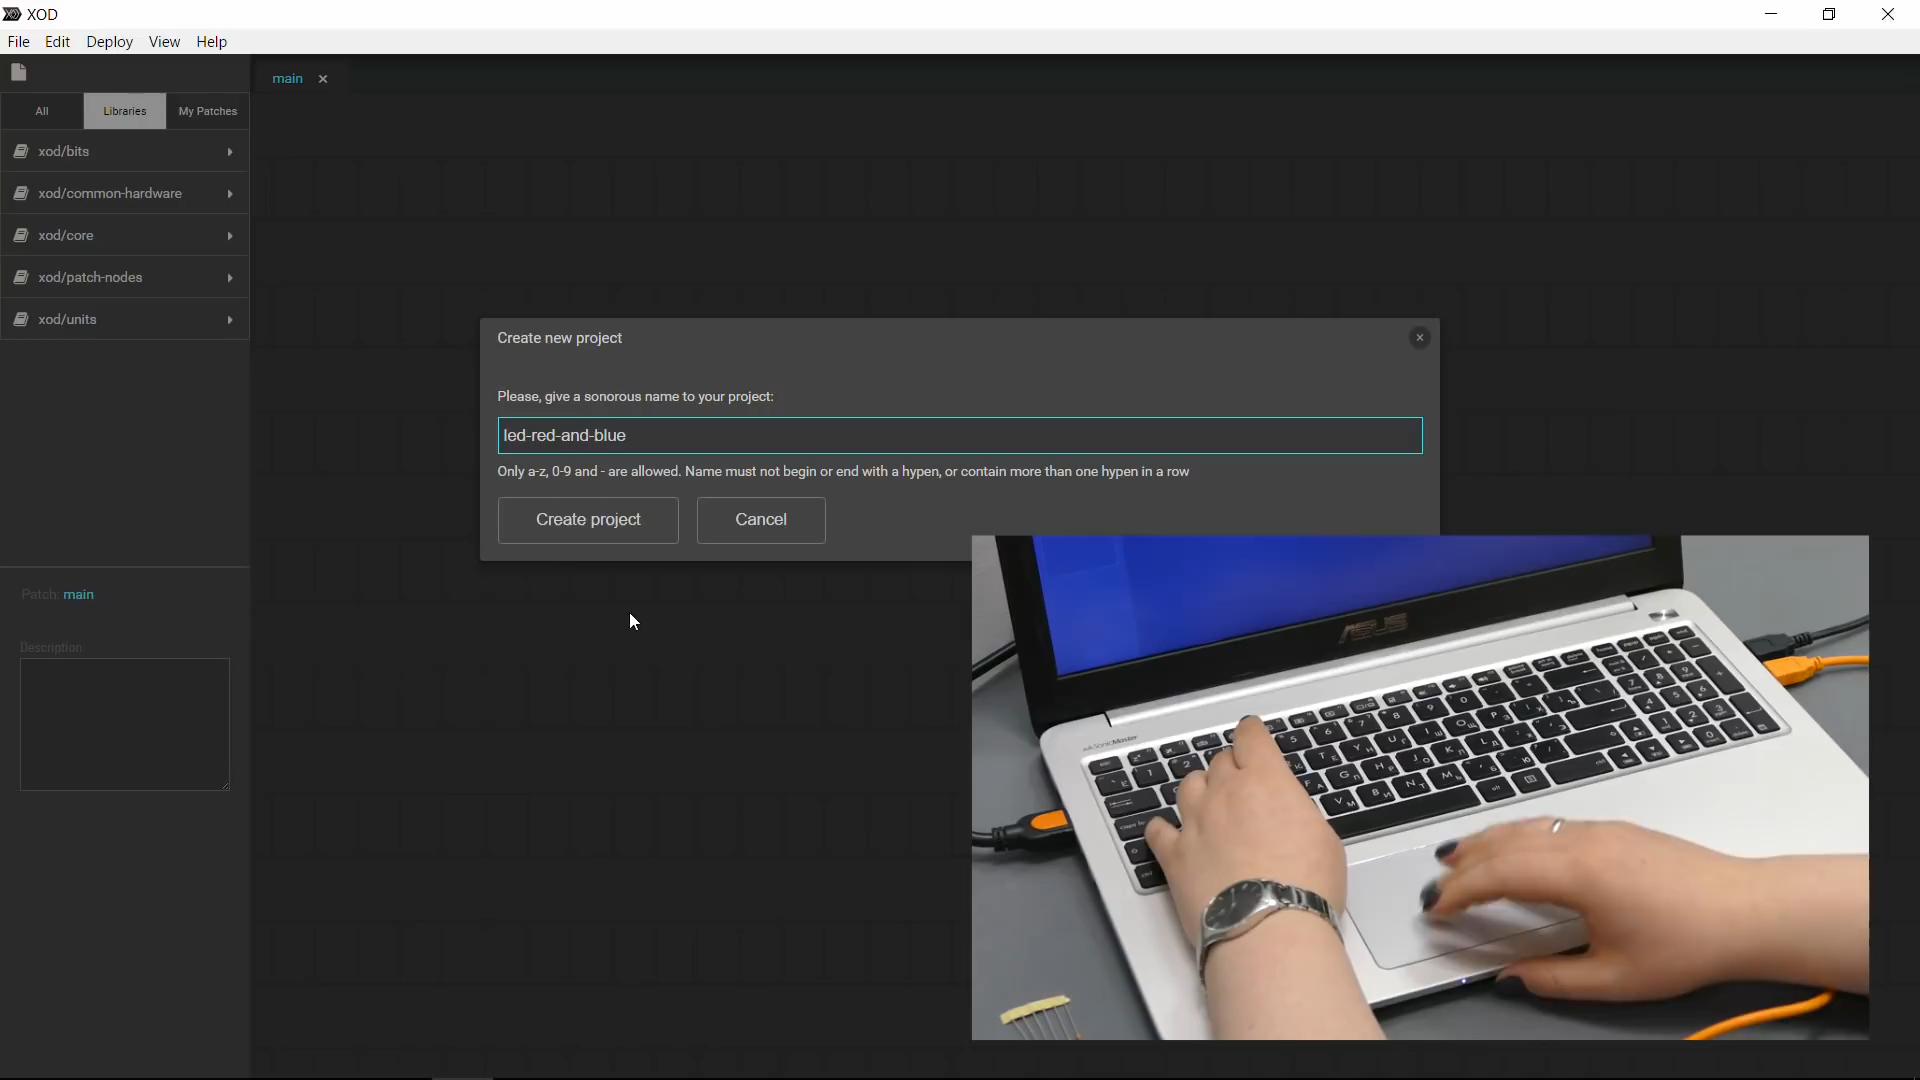 XOD
File Edit Deploy View Help
main
All Libraries My Patches
xod/bits
xod/common-hardware
xod/core
xod/patch-nodes
xod/units
Create new project
Please, give a sonorous name to your project:
led-red-and-blue
Only a-z, 0-9 and - are allowed. Name must not begin or end with a hypen, or contain more than one hypen in a row
Create project Cancel
Patch: main
Description
ASUS